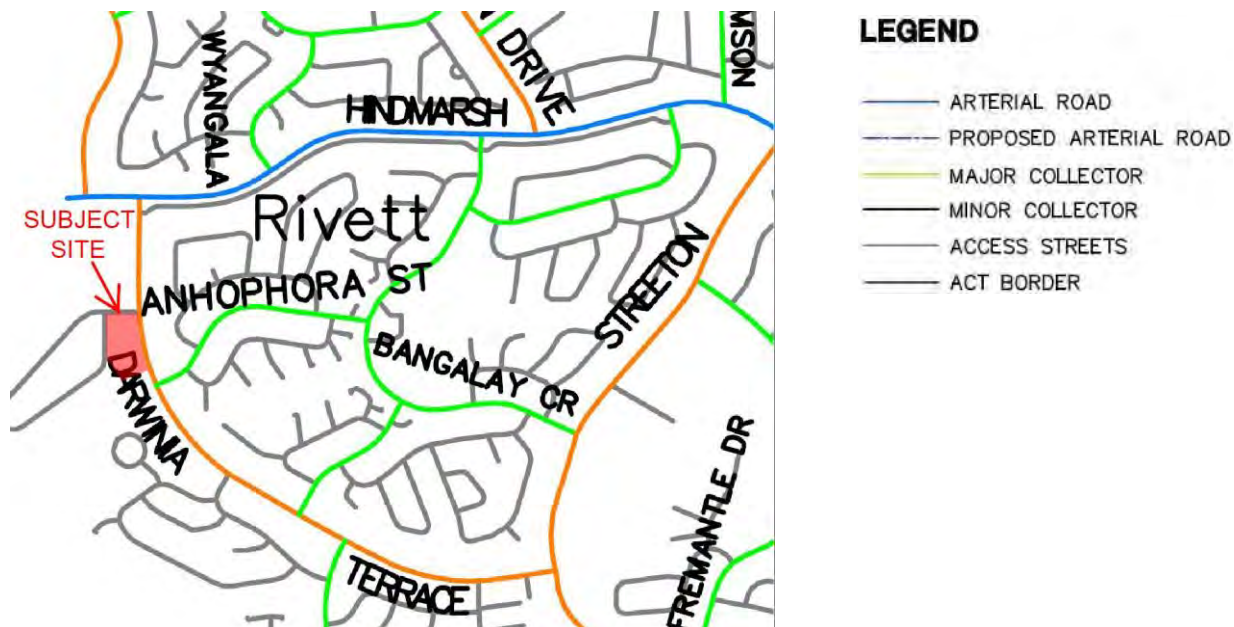 WYANGALA
HINDMARSH
N DRIVE
MSON
SUBJECT
SITE
Rivett
ANHOPHORA ST
STREETON
BANGALAY CR
DARWINIA
TERRACE
FREMANTLE DR
LEGEND
ARTERIAL ROAD
PROPOSED ARTERIAL ROAD
MAJOR COLLECTOR
MINOR COLLECTOR
ACCESS STREETS
ACT BORDER